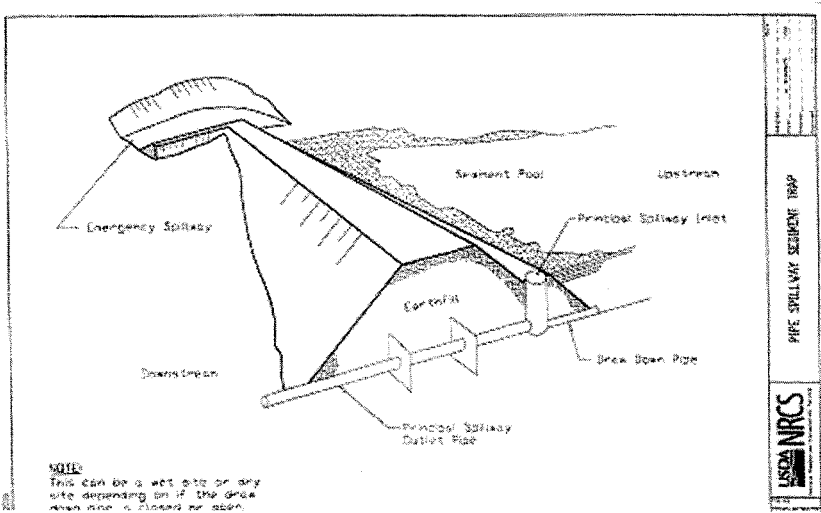 Sediment Pool
Upstream
Principal Spillway Inlet
Emergency Spillway
Earthfill
Downstream
Draw Down Pipe
Principal Spillway
Outlet Pipe
NOTE:
This can be a wet site or dry
site depending on if the draw
down pipe is closed or open.
PIPE SPILLWAY SEDIMENT TRAP
USDA NRCS